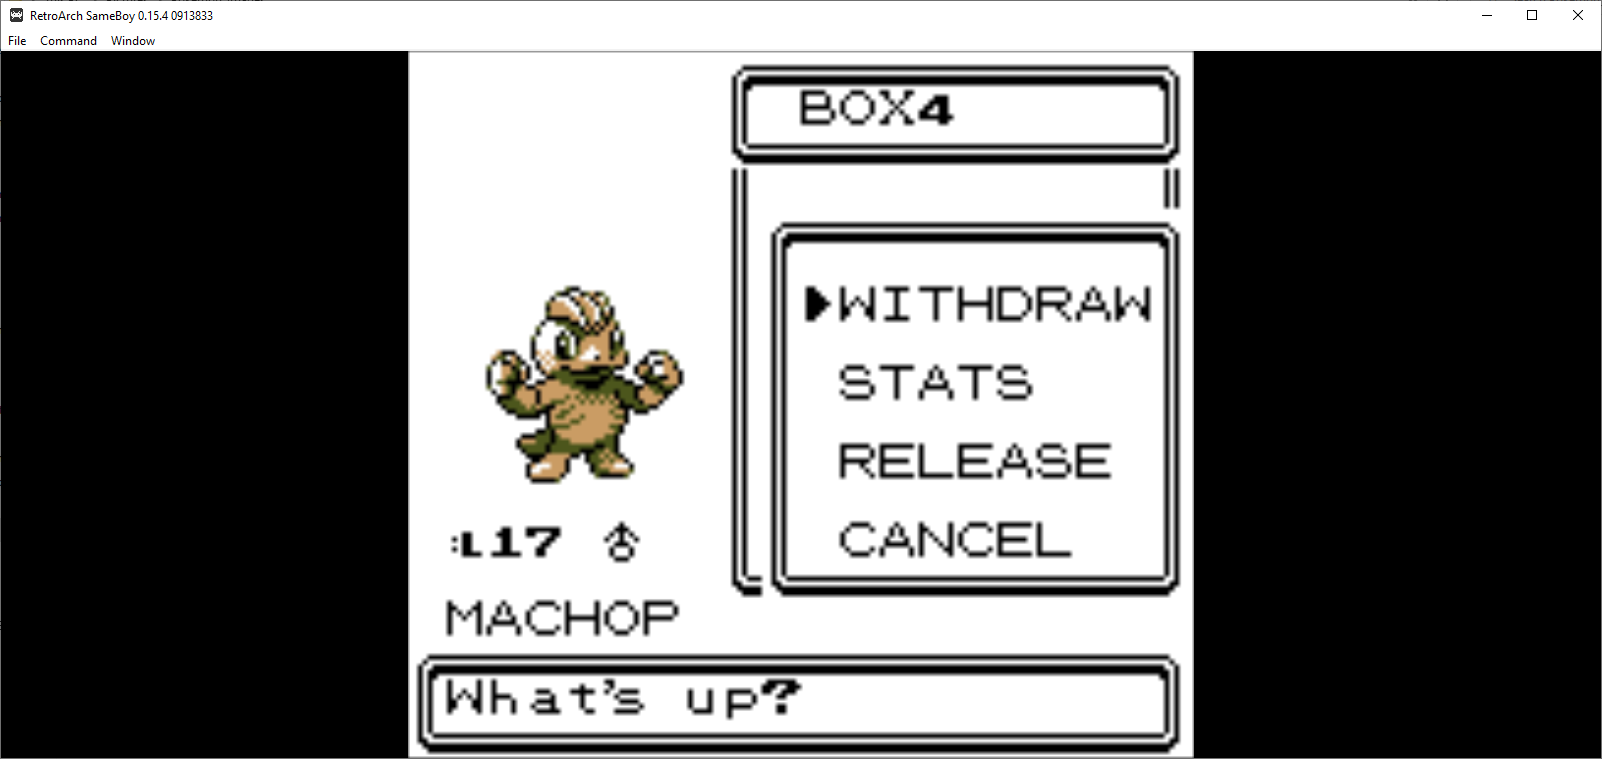 RetroArch SameBoy 0.15.4 0913833
File Command Window
BOX4
▶WITHDRAW
STATS
RELEASE
CANCEL
:L17 ♂
MACHOP
What's up?